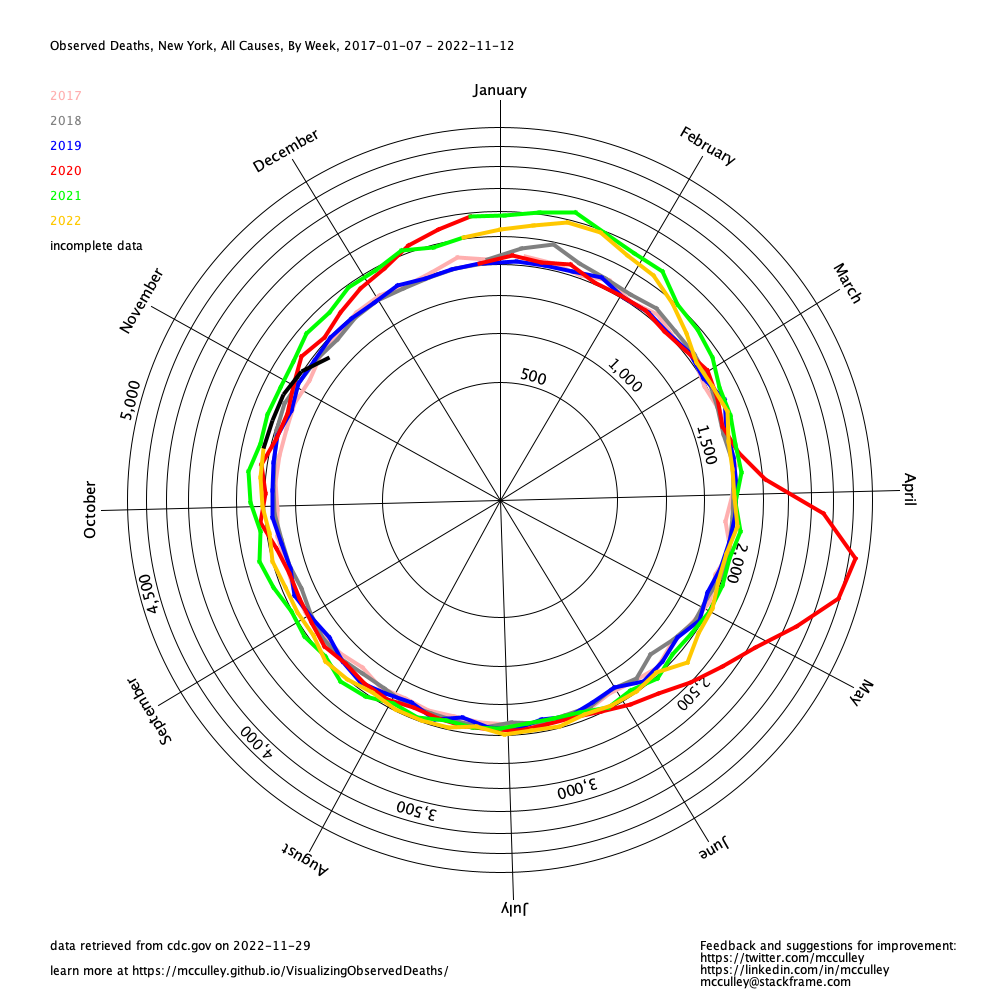 Observed Deaths, New York, All Causes, By Week, 2017-01-07 - 2022-11-12
2017
2018
2019
2020
2021
2022
incomplete data
January
February
March
April
May
June
July
August
September
October
November
December
500
1,000
1,500
2,000
2,500
3,000
3,500
4,000
4,500
5,000
data retrieved from cdc.gov on 2022-11-29
learn more at https://mcculley.github.io/VisualizingObservedDeaths/
Feedback and suggestions for improvement:
https://twitter.com/mcculley
https://linkedin.com/in/mcculley
mcculley@stackframe.com